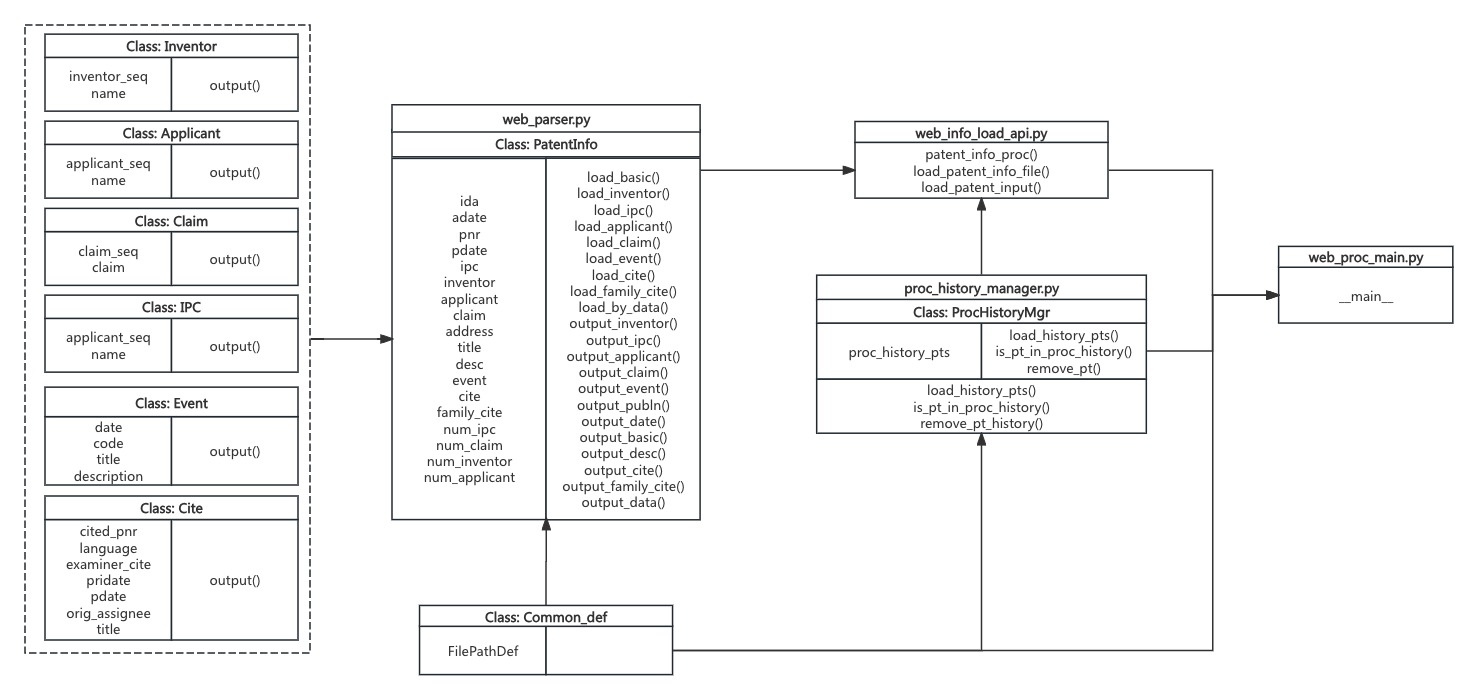 Class: Inventor
inventor_seq
name
output()
Class: Applicant
applicant_seq
name
output()
Class: Claim
claim_seq
claim
output()
Class: IPC
applicant_seq
name
output()
Class: Event
date
code
title
description
output()
Class: Cite
cited_pnr
language
examiner_cite
pridate
pdate
orig_assignee
title
output()
web_parser.py
Class: PatentInfo
ida
adate
pnr
pdate
ipc
inventor
applicant
claim
address
title
desc
event
cite
family_cite
num_ipc
num_claim
num_inventor
num_applicant
load_basic()
load_inventor()
load_ipc()
load_applicant()
load_claim()
load_event()
load_cite()
load_family_cite()
load_by_data()
output_inventor()
output_ipc()
output_applicant()
output_claim()
output_event()
output_publn()
output_date()
output_basic()
output_desc()
output_cite()
output_family_cite()
output_data()
Class: Common_def
FilePathDef
web_info_load_api.py
patent_info_proc()
load_patent_info_file()
load_patent_input()
proc_history_manager.py
Class: ProcHistoryMgr
proc_history_pts
load_history_pts()
is_pt_in_proc_history()
remove_pt()
load_history_pts()
is_pt_in_proc_history()
remove_pt_history()
web_proc_main.py
__main__